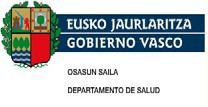 EUSKO JAURLARITZA
GOBIERNO VASCO
OSASUN SAILA
DEPARTAMENTO DE SALUD